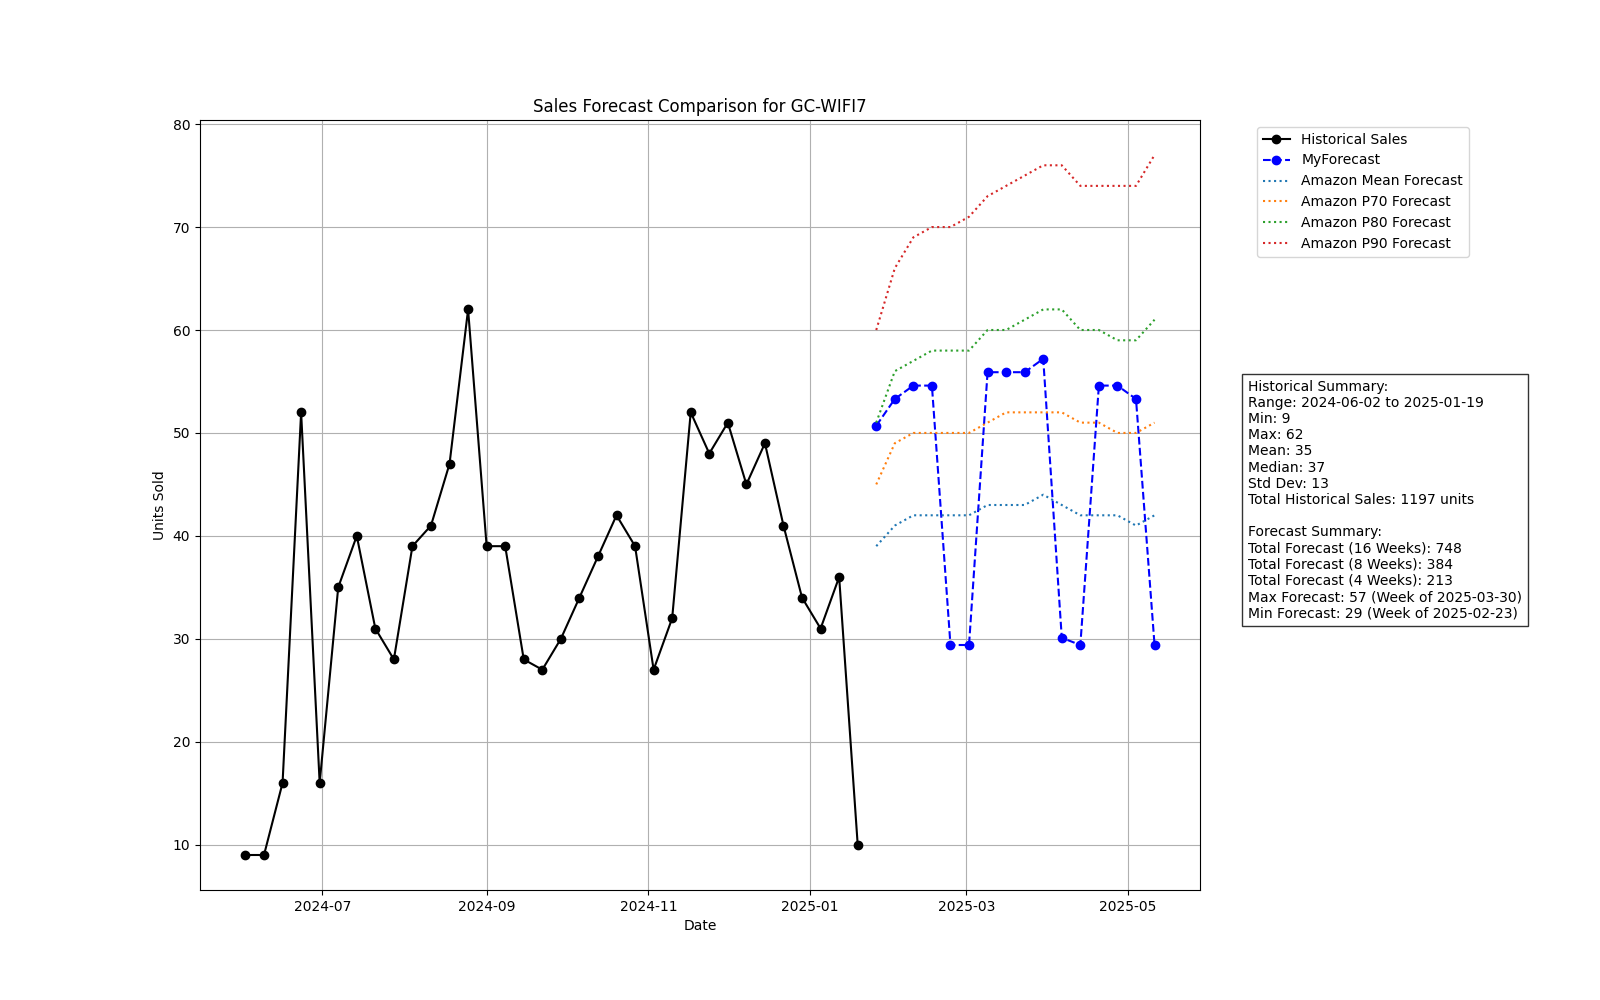 Sales Forecast Comparison for GC-WIFI7
80
70
60
50
40
30
20
10
Units Sold
2024-07
2024-09
2024-11
2025-01
2025-03
2025-05
Date
Historical Sales
MyForecast
Amazon Mean Forecast
Amazon P70 Forecast
Amazon P80 Forecast
Amazon P90 Forecast
Historical Summary:
Range: 2024-06-02 to 2025-01-19
Min: 9
Max: 62
Mean: 35
Median: 37
Std Dev: 13
Total Historical Sales: 1197 units
Forecast Summary:
Total Forecast (16 Weeks): 748
Total Forecast (8 Weeks): 384
Total Forecast (4 Weeks): 213
Max Forecast: 57 (Week of 2025-03-30)
Min Forecast: 29 (Week of 2025-02-23)